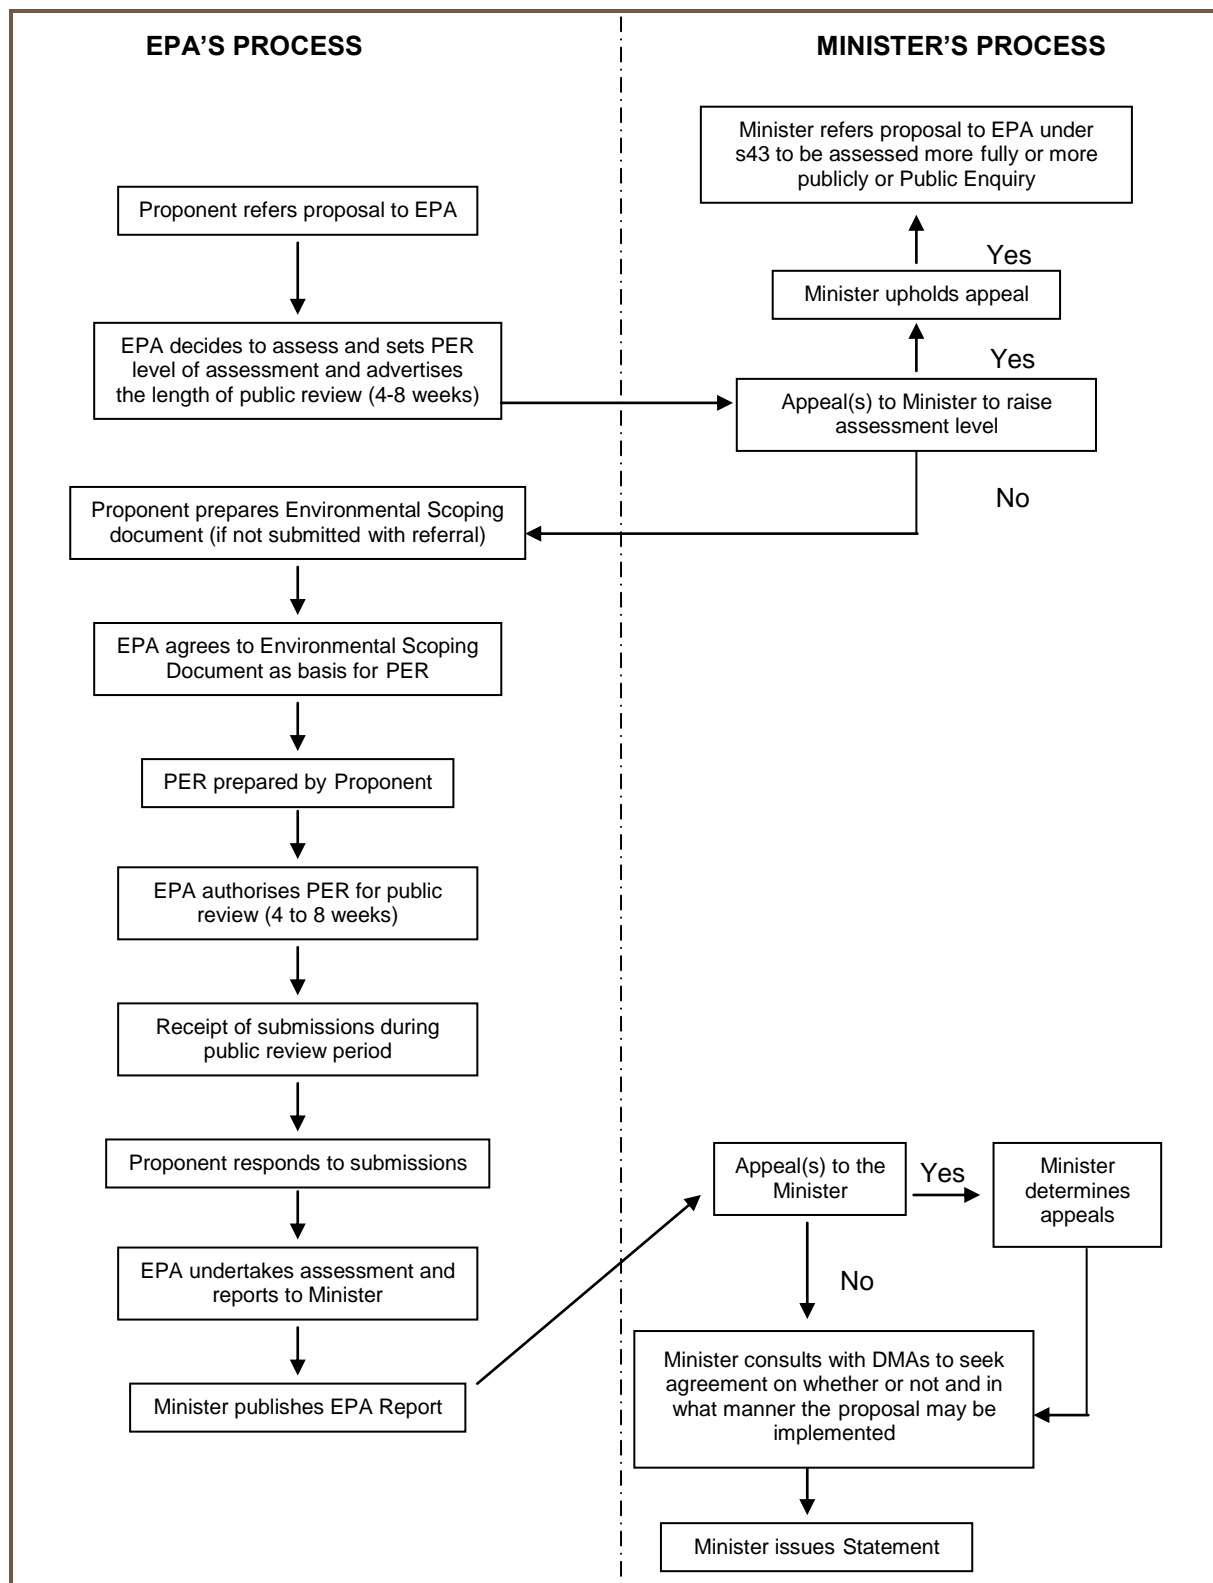 EPA'S PROCESS
MINISTER'S PROCESS
Minister refers proposal to EPA under
s43 to be assessed more fully or more
publicly or Public Enquiry
Proponent refers proposal to EPA
Yes
Minister upholds appeal
EPA decides to assess and sets PER
level of assessment and advertises
the length of public review (4-8 weeks)
Yes
Appeal(s) to Minister to raise
assessment level
No
Proponent prepares Environmental Scoping
document (if not submitted with referral)
EPA agrees to Environmental Scoping
Document as basis for PER
PER prepared by Proponent
EPA authorises PER for public
review (4 to 8 weeks)
Receipt of submissions during
public review period
Proponent responds to submissions
Appeal(s) to the
Minister
Yes
Minister
determines
appeals
EPA undertakes assessment and
reports to Minister
No
Minister publishes EPA Report
Minister consults with DMAs to seek
agreement on whether or not and in
what manner the proposal may be
implemented
Minister issues Statement